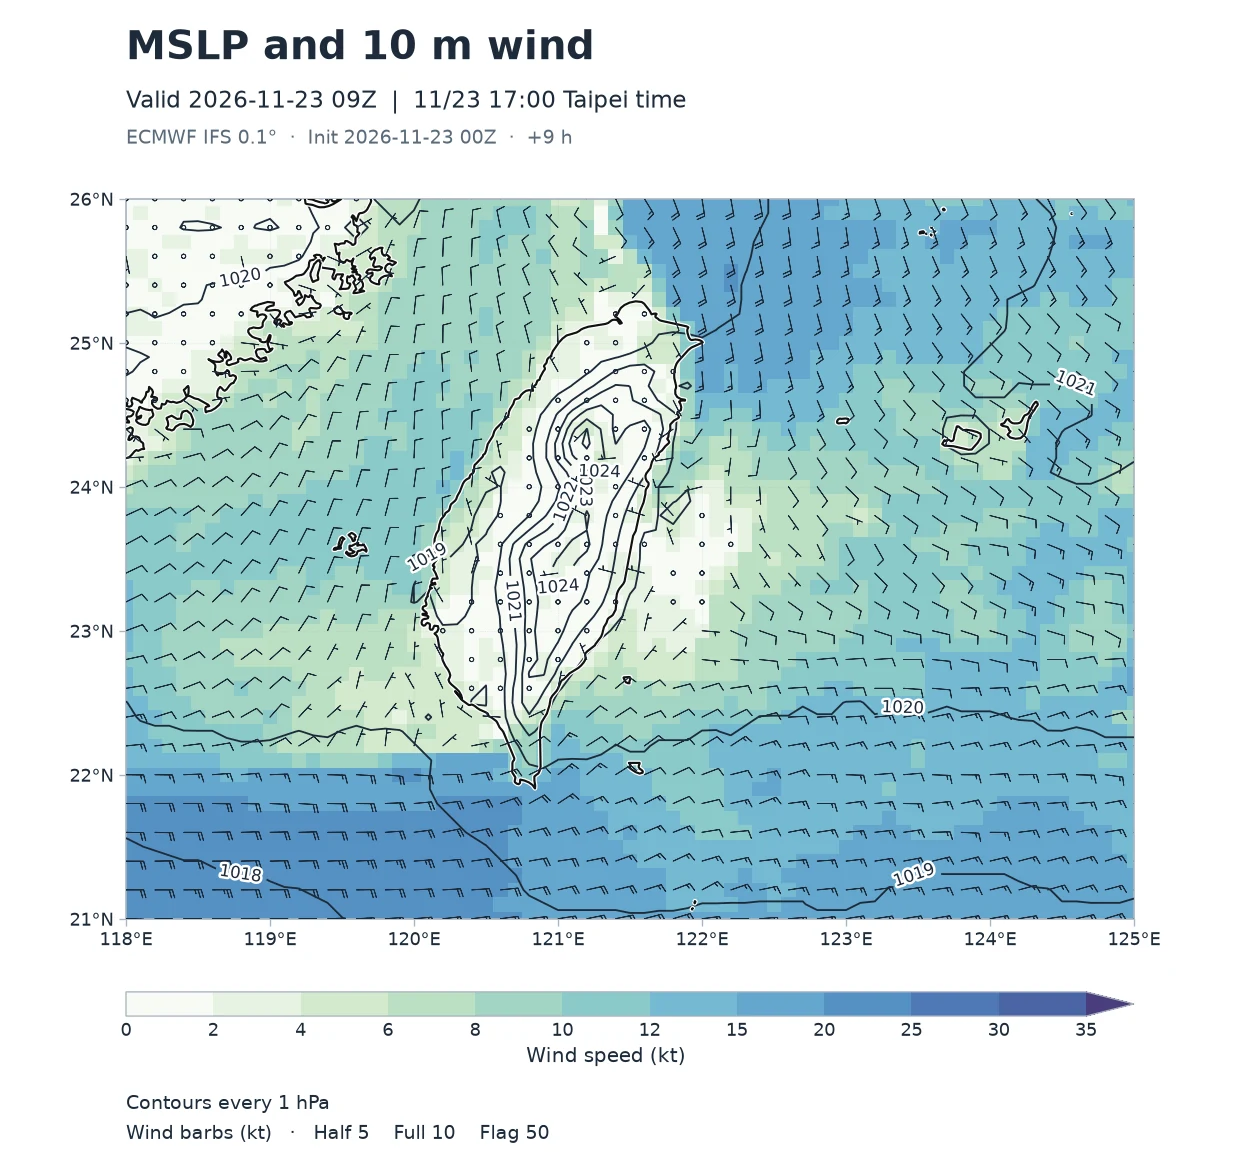 MSLP and 10 m wind
Valid 2026-11-23 09Z | 11/23 17:00 Taipei time
ECMWF IFS 0.1° · Init 2026-11-23 00Z · +9 h
26°N
25°N
24°N
23°N
22°N
21°N
1020
1021
1024
1022
1023
1019
1024
1021
1020
1018
1019
118°E 119°E 120°E 121°E 122°E 123°E 124°E 125°E
0 2 4 6 8 10 12 15 20 25 30 35
Wind speed (kt)
Contours every 1 hPa
Wind barbs (kt) · Half 5 Full 10 Flag 50